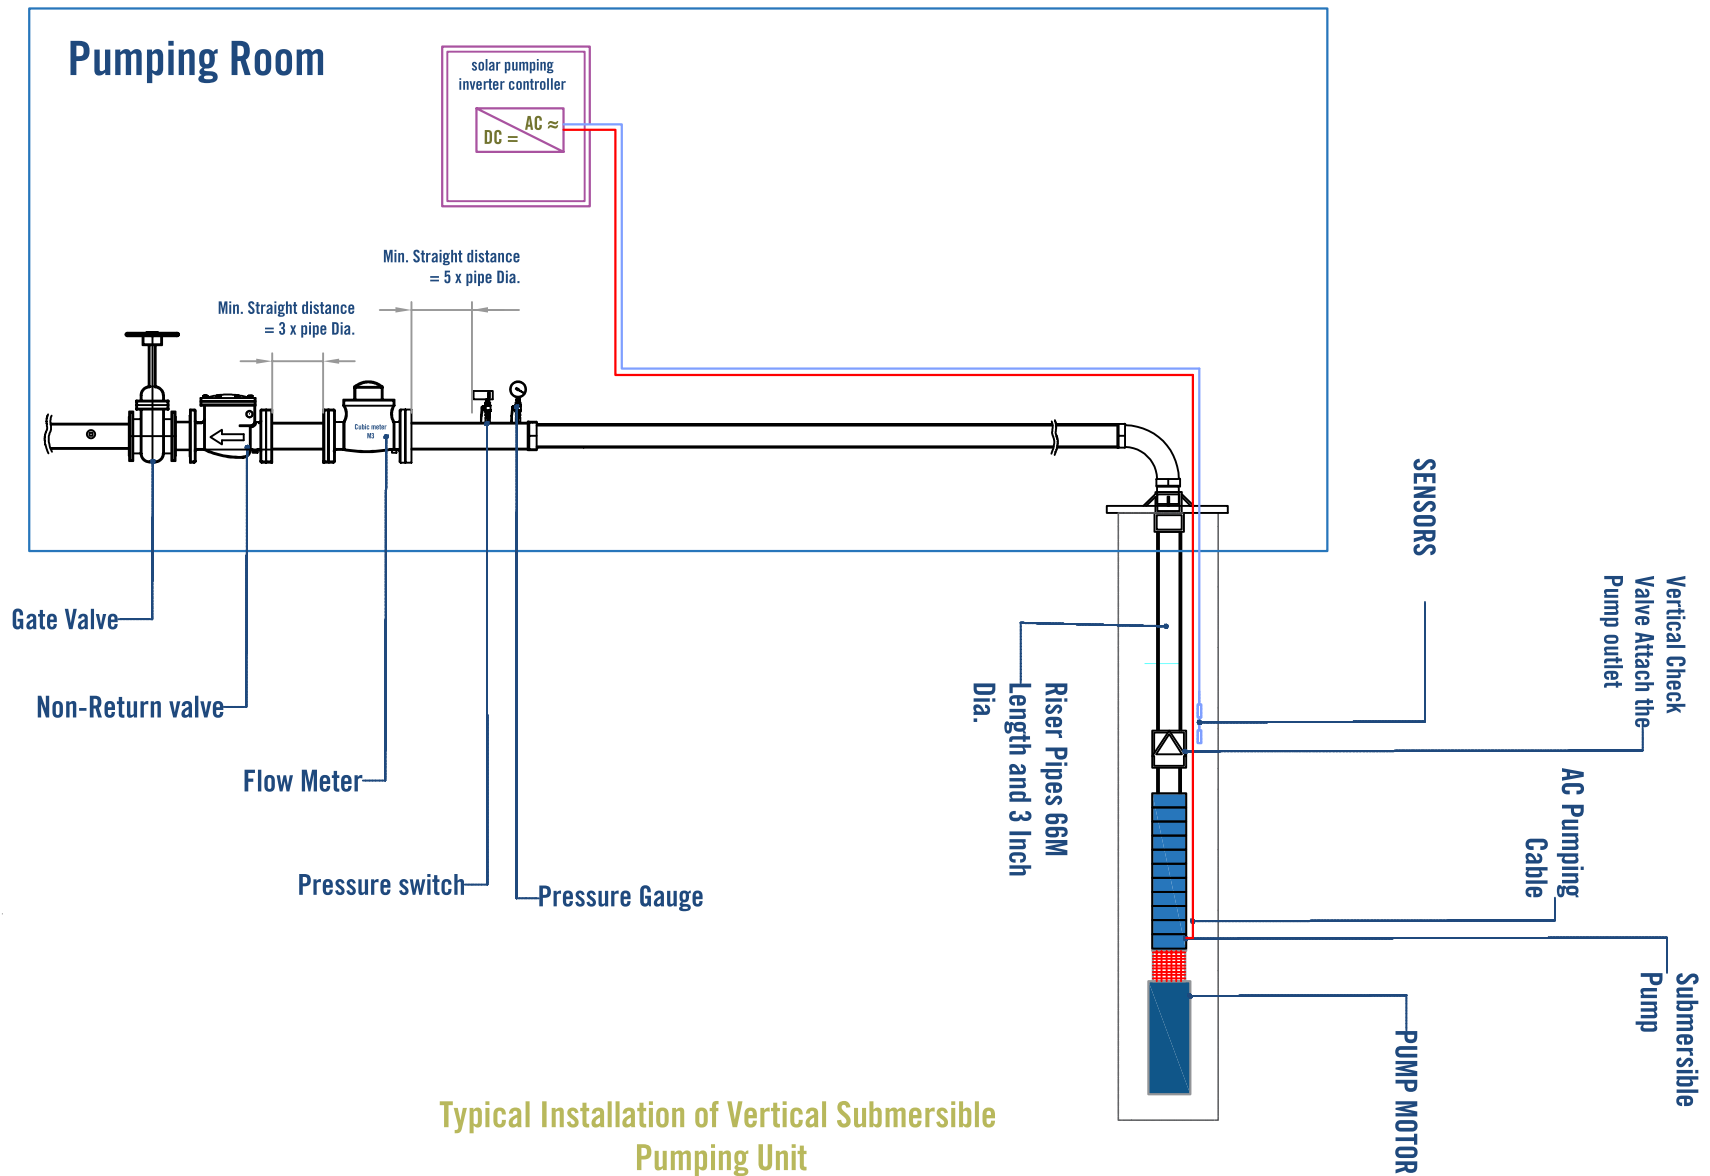 Pumping Room
solar pumping
inverter controller
AC ≈
DC =
Min. Straight distance
= 5 x pipe Dia.
Min. Straight distance
= 3 x pipe Dia.
Cubic meter
M3
SENSORS
Vertical Check
Valve Attach the
Pump outlet
Gate Valve
Non-Return valve
Flow Meter
Pressure switch
Pressure Gauge
Riser Pipes 66M
Length and 3 Inch
Dia.
AC Pumping
Cable
Submersible
Pump
PUMP MOTOR
Typical Installation of Vertical Submersible
Pumping Unit